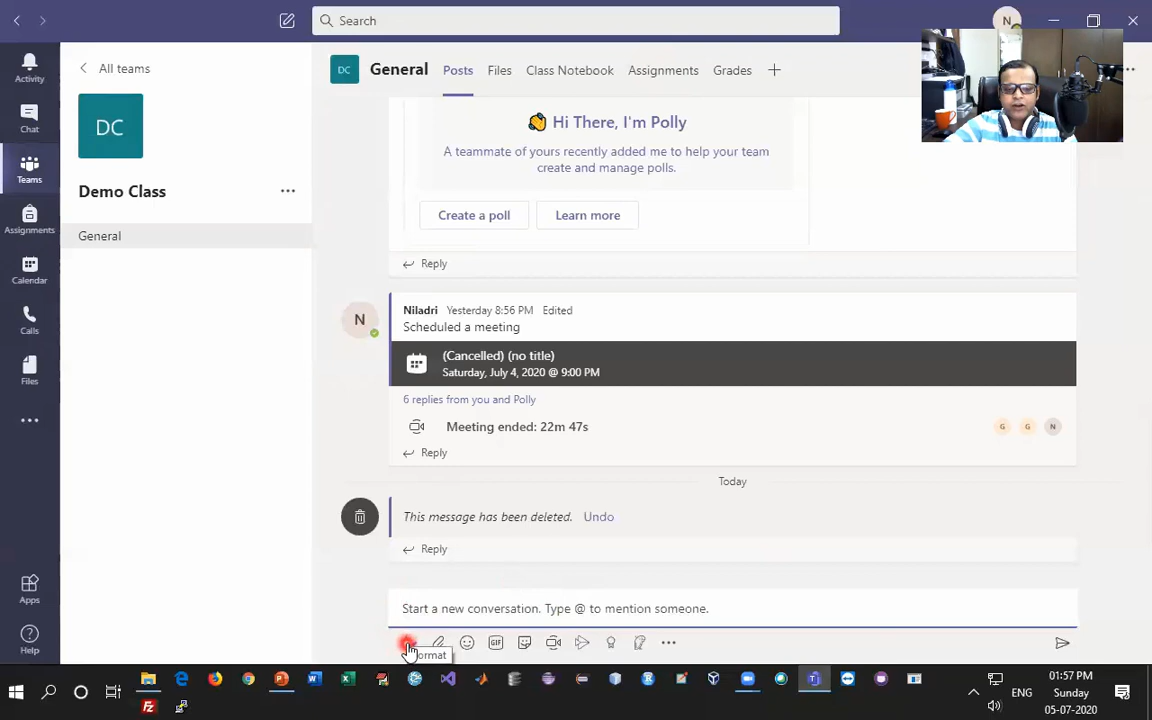 Search
N
Activity
Chat
Teams
Assignments
Calendar
Calls
Files
Apps
Help
All teams
DC
Demo Class
General
DC
General
Posts
Files
Class Notebook
Assignments
Grades
Hi There, I'm Polly
A teammate of yours recently added me to help your team
create and manage polls.
Create a poll
Learn more
Reply
N
Niladri Yesterday 8:56 PM Edited
Scheduled a meeting
(Cancelled) (no title)
Saturday, July 4, 2020 @ 9:00 PM
6 replies from you and Polly
Meeting ended: 22m 47s
G G N
Reply
Today
This message has been deleted. Undo
Reply
Start a new conversation. Type @ to mention someone.
GIF
ormat
ENG
01:57 PM
Sunday
05-07-2020